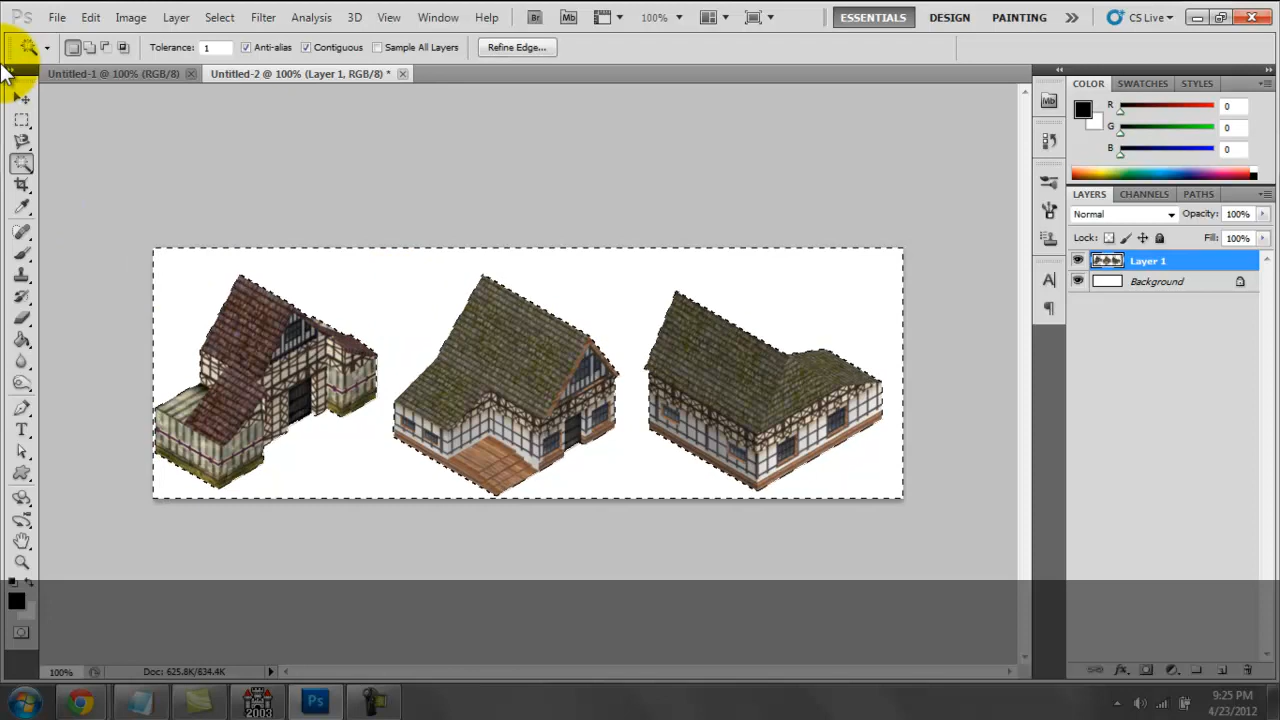 Ps File Edit Image Layer Select Filter Analysis 3D View Window Help Br Mb 100% ESSENTIALS DESIGN PAINTING CS Live
Tolerance: 1 Anti-alias Contiguous Sample All Layers Refine Edge...
Untitled-1 @ 100% (RGB/8) Untitled-2 @ 100% (Layer 1, RGB/8) *
COLOR SWATCHES STYLES
Mb
R 0
G 0
B 0
LAYERS CHANNELS PATHS
Normal Opacity: 100%
Lock: Fill: 100%
Layer 1
Background
A
T
100% Doc: 625.8K/834.4K
2003 Ps
9:25 PM
4/23/2012